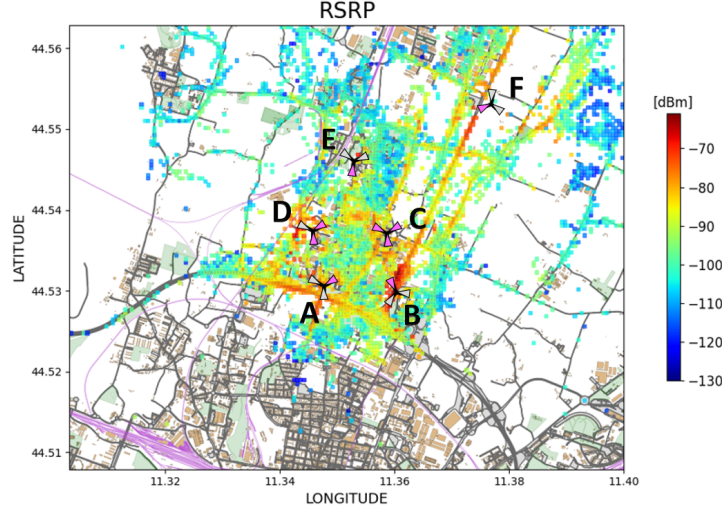 RSRP
44.56
44.55
44.54
44.53
44.52
44.51
LATITUDE
11.32
11.34
11.36
11.38
11.40
LONGITUDE
F
E
D
C
A
B
[dBm]
−70
−80
−90
−100
−110
−120
−130